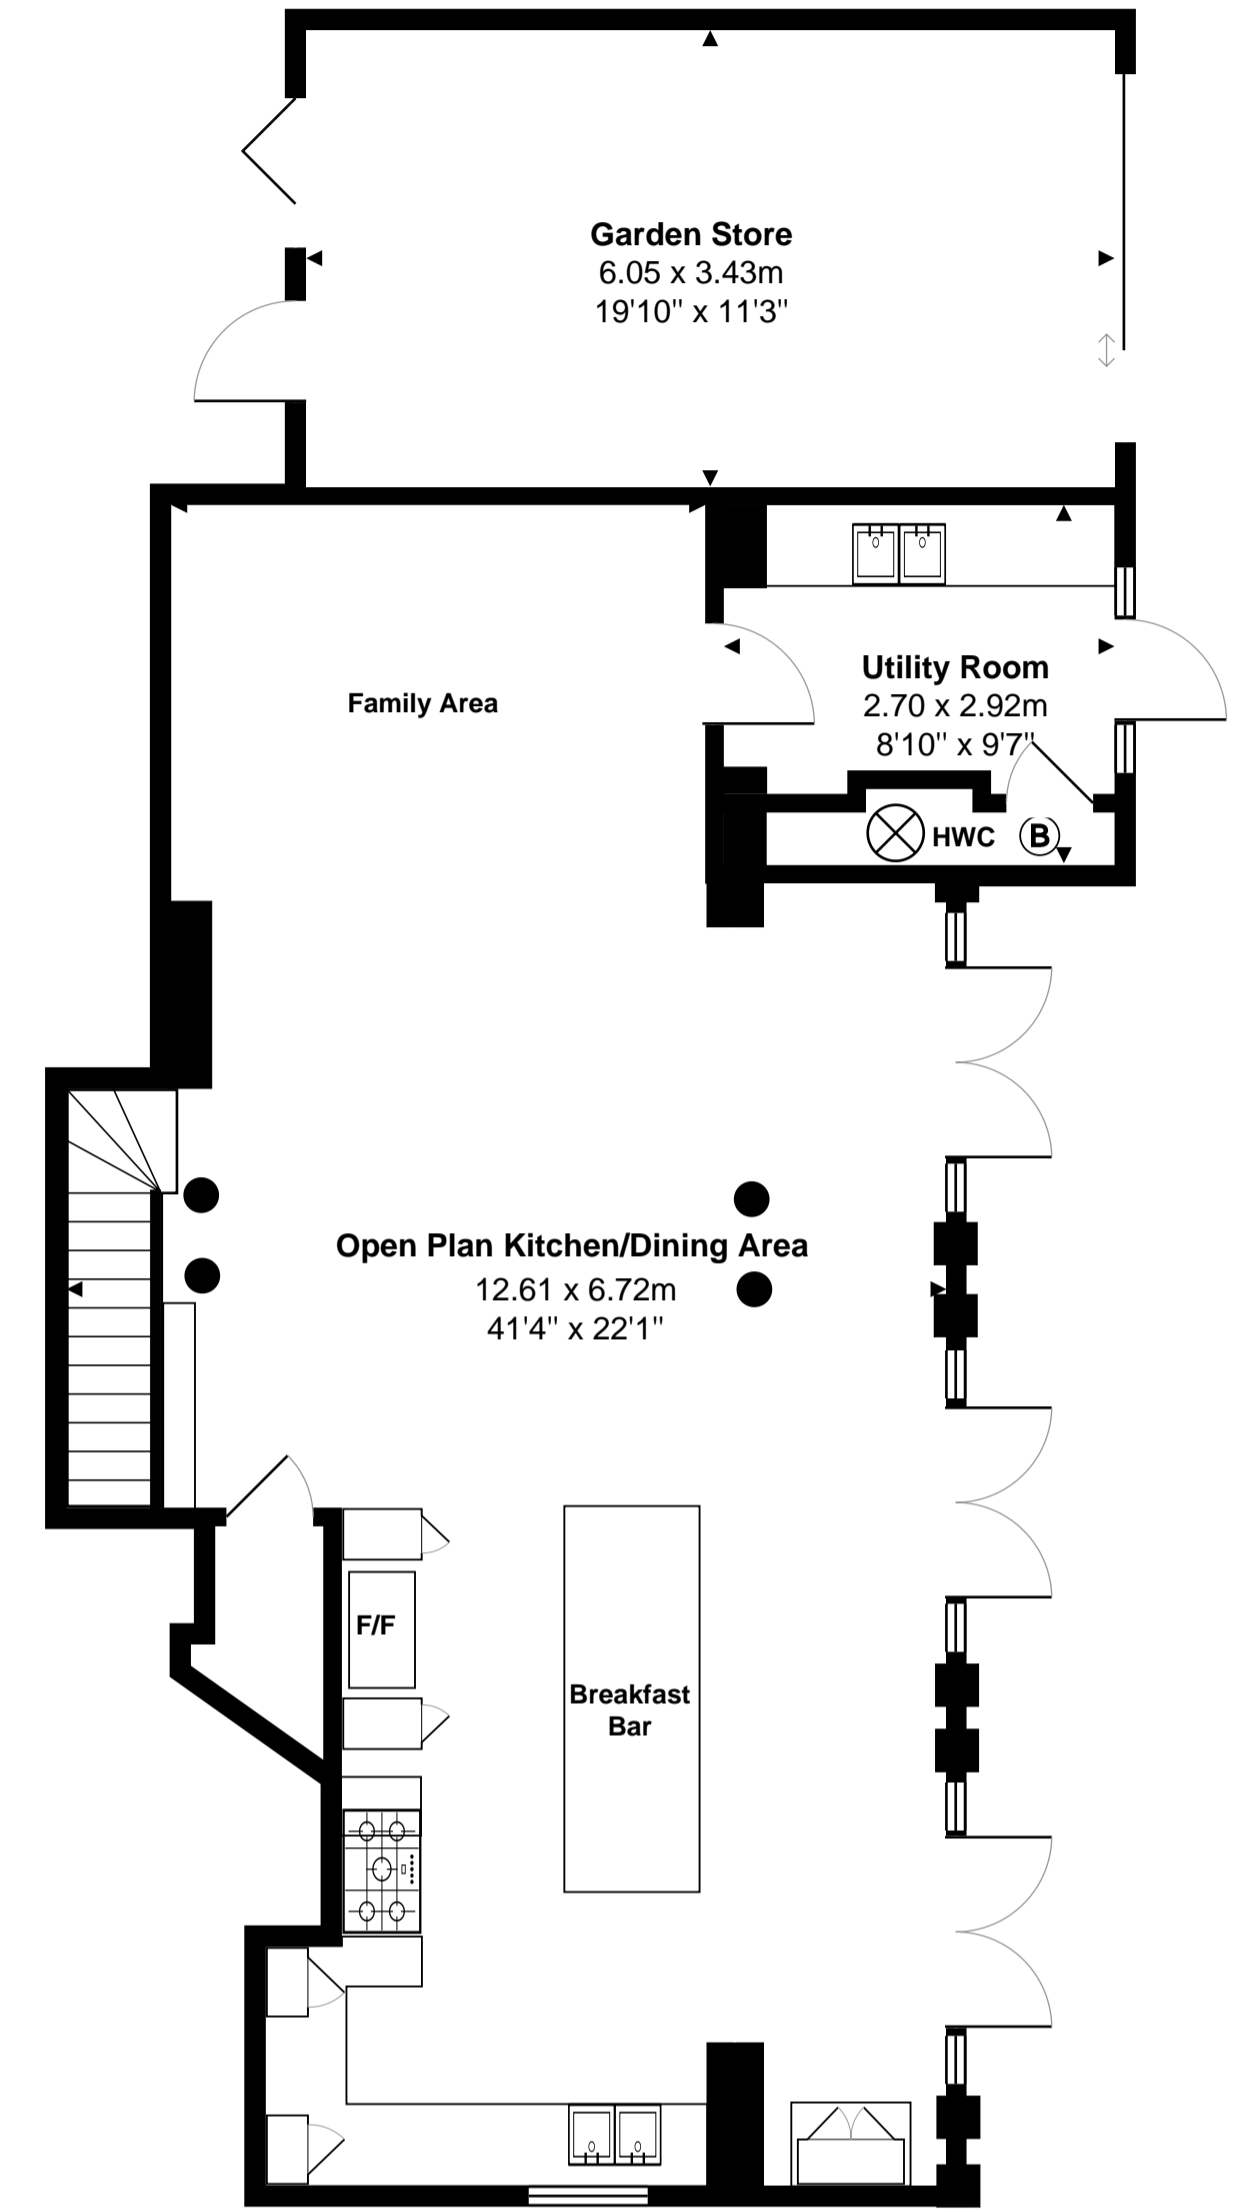 Garden Store
6.05 x 3.43m
19'10" x 11'3"
Utility Room
2.70 x 2.92m
8'10" x 9'7"
Family Area
HWC
B
Open Plan Kitchen/Dining Area
12.61 x 6.72m
41'4" x 22'1"
F/F
Breakfast
Bar